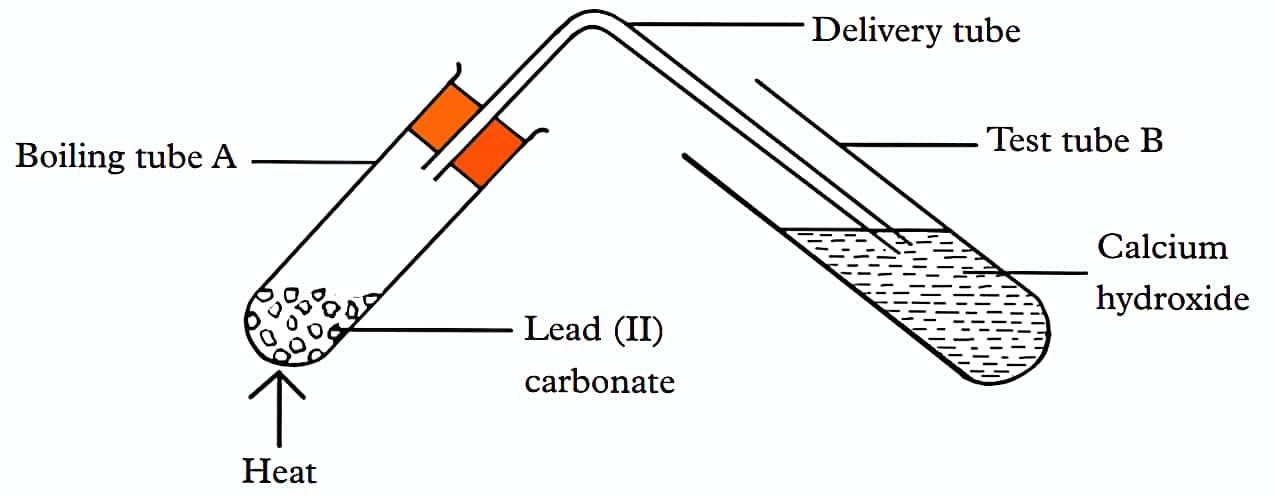 Delivery tube
Test tube B
Boiling tube A
Calcium
hydroxide
Lead (II)
carbonate
Heat